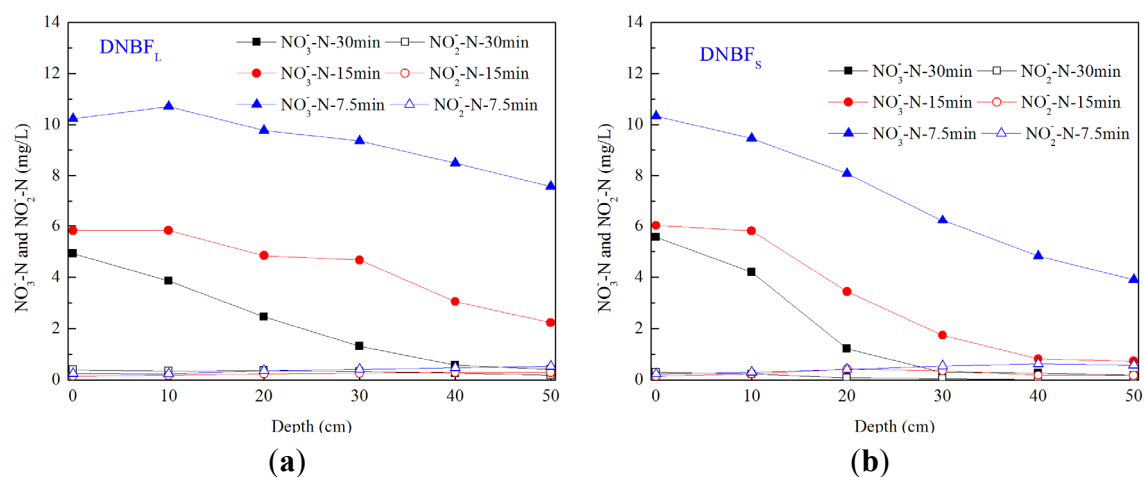 14
12
10
8
6
4
2
0
NO₃⁻-N and NO₂⁻-N (mg/L)
DNBF_L
NO₃⁻-N-30min NO₂⁻-N-30min
NO₃⁻-N-15min NO₂⁻-N-15min
NO₃⁻-N-7.5min NO₂⁻-N-7.5min
0 10 20 30 40 50
Depth (cm)
(a)
14
12
10
8
6
4
2
0
NO₃⁻-N and NO₂⁻-N (mg/L)
DNBF_S
NO₃⁻-N-30min NO₂⁻-N-30min
NO₃⁻-N-15min NO₂⁻-N-15min
NO₃⁻-N-7.5min NO₂⁻-N-7.5min
0 10 20 30 40 50
Depth (cm)
(b)